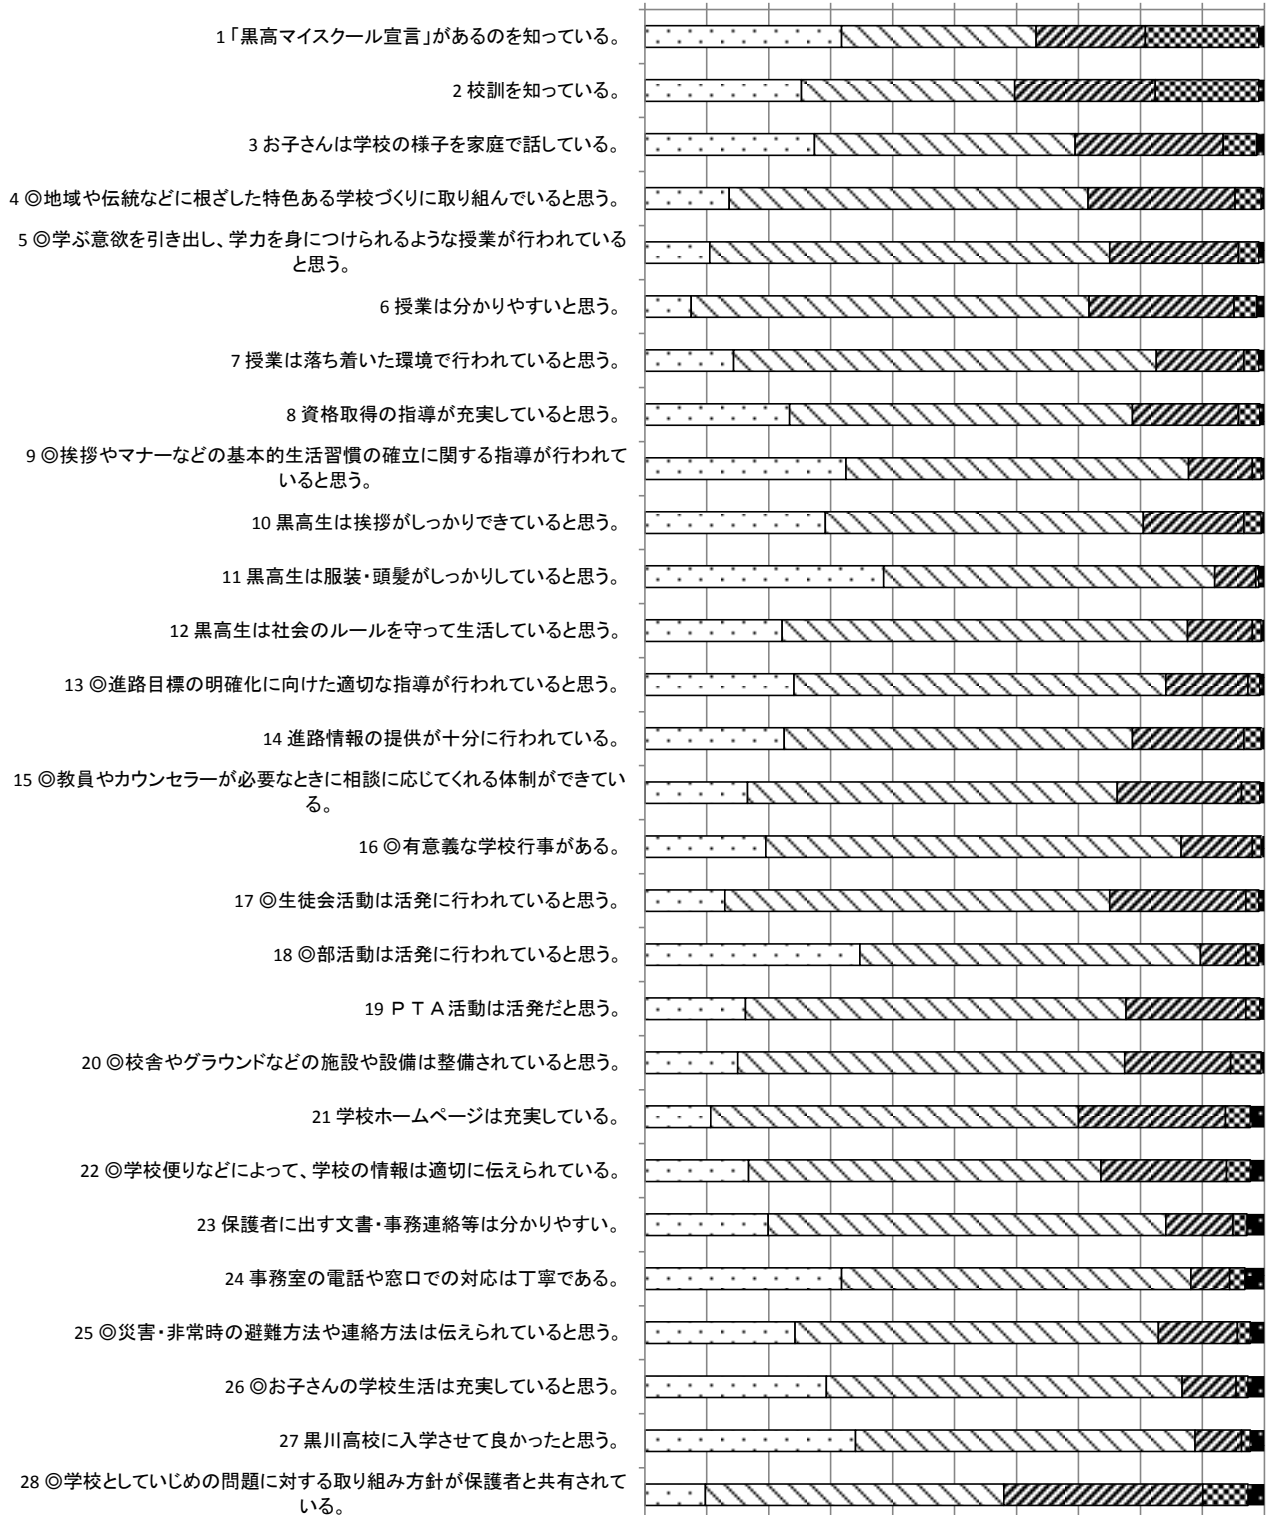 1 「黒高マイスクール宣言」があるのを知っている。
2 校訓を知っている。
3 お子さんは学校の様子を家庭で話している。
4 ◎地域や伝統などに根ざした特色ある学校づくりに取り組んでいると思う。
5 ◎学ぶ意欲を引き出し、学力を身につけられるような授業が行われている
と思う。
6 授業は分かりやすいと思う。
7 授業は落ち着いた環境で行われていると思う。
8 資格取得の指導が充実していると思う。
9 ◎挨拶やマナーなどの基本的生活習慣の確立に関する指導が行われて
いると思う。
10 黒高生は挨拶がしっかりできていると思う。
11 黒高生は服装・頭髪がしっかりしていると思う。
12 黒高生は社会のルールを守って生活していると思う。
13 ◎進路目標の明確化に向けた適切な指導が行われていると思う。
14 進路情報の提供が十分に行われている。
15 ◎教員やカウンセラーが必要なときに相談に応じてくれる体制ができてい
る。
16 ◎有意義な学校行事がある。
17 ◎生徒会活動は活発に行われていると思う。
18 ◎部活動は活発に行われていると思う。
19 ＰＴＡ活動は活発だと思う。
20 ◎校舎やグラウンドなどの施設や設備は整備されていると思う。
21 学校ホームページは充実している。
22 ◎学校便りなどによって、学校の情報は適切に伝えられている。
23 保護者に出す文書・事務連絡等は分かりやすい。
24 事務室の電話や窓口での対応は丁寧である。
25 ◎災害・非常時の避難方法や連絡方法は伝えられていると思う。
26 ◎お子さんの学校生活は充実していると思う。
27 黒川高校に入学させて良かったと思う。
28 ◎学校としていじめの問題に対する取り組み方針が保護者と共有されて
いる。